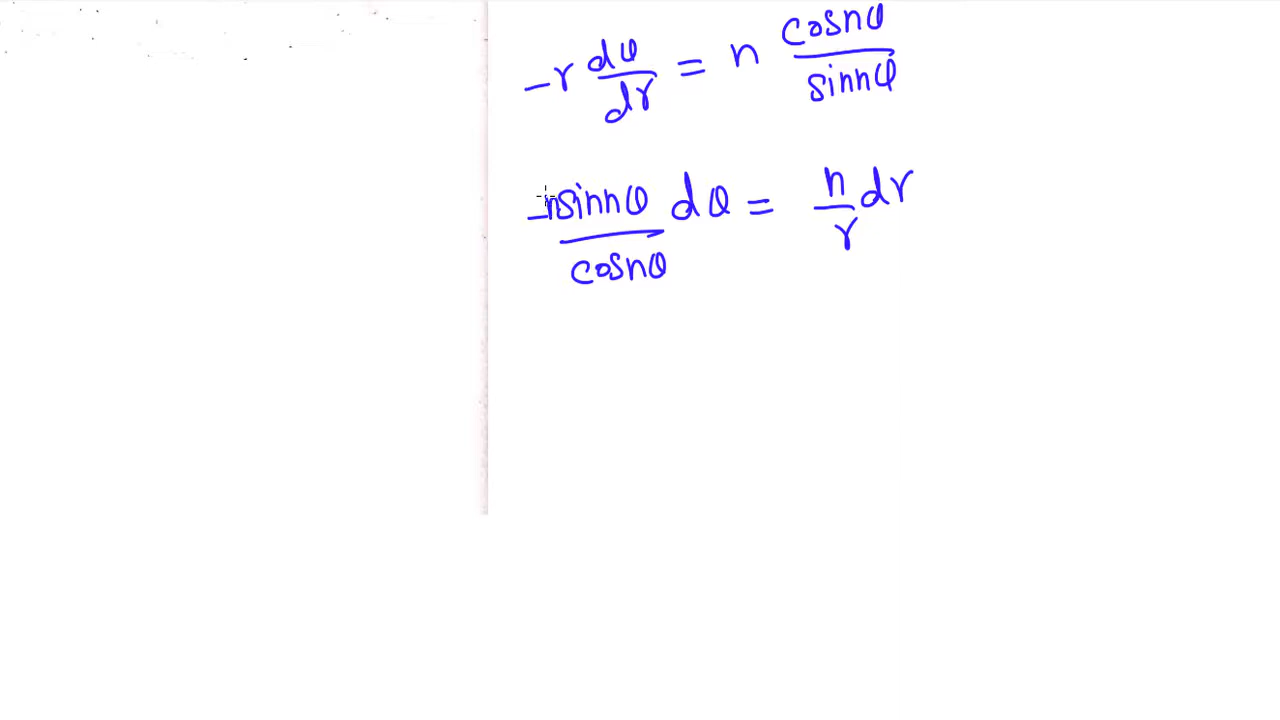 -r dθ/dr = n cosnθ/sinnθ
-n sinnθ/cosnθ dθ = n/r dr